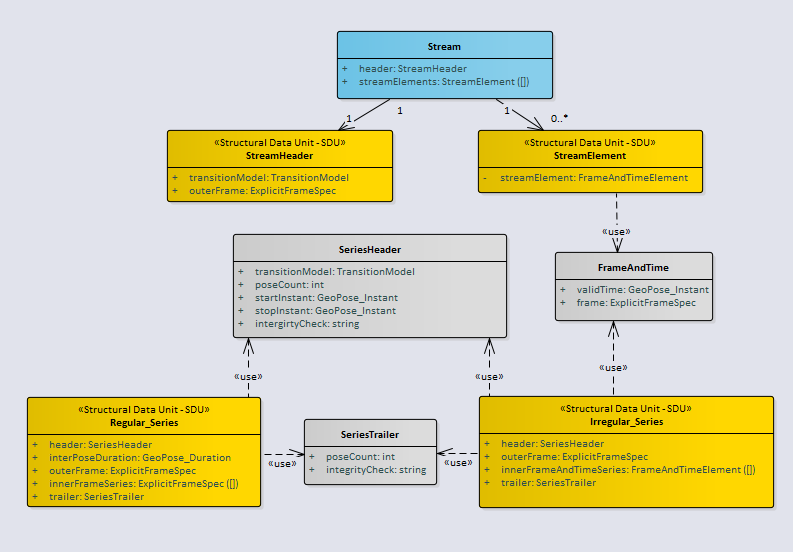 Stream
+ header: StreamHeader
+ streamElements: StreamElement ([])
1
1
1
0..*
«Structural Data Unit - SDU»
StreamHeader
+ transitionModel: TransitionModel
+ outerFrame: ExplicitFrameSpec
«Structural Data Unit - SDU»
StreamElement
- streamElement: FrameAndTimeElement
«use»
SeriesHeader
+ transitionModel: TransitionModel
+ poseCount: int
+ startInstant: GeoPose_Instant
+ stopInstant: GeoPose_Instant
+ intergirtyCheck: string
FrameAndTime
+ validTime: GeoPose_Instant
+ frame: ExplicitFrameSpec
«use»
«use»
«use»
«Structural Data Unit - SDU»
Regular_Series
+ header: SeriesHeader
+ interPoseDuration: GeoPose_Duration
+ outerFrame: ExplicitFrameSpec
+ innerFrameSeries: ExplicitFrameSpec ([])
+ trailer: SeriesTrailer
«use»
SeriesTrailer
+ poseCount: int
+ integrityCheck: string
«use»
«Structural Data Unit - SDU»
Irregular_Series
+ header: SeriesHeader
+ outerFrame: ExplicitFrameSpec
+ innerFrameAndTimeSeries: FrameAndTimeElement ([])
+ trailer: SeriesTrailer